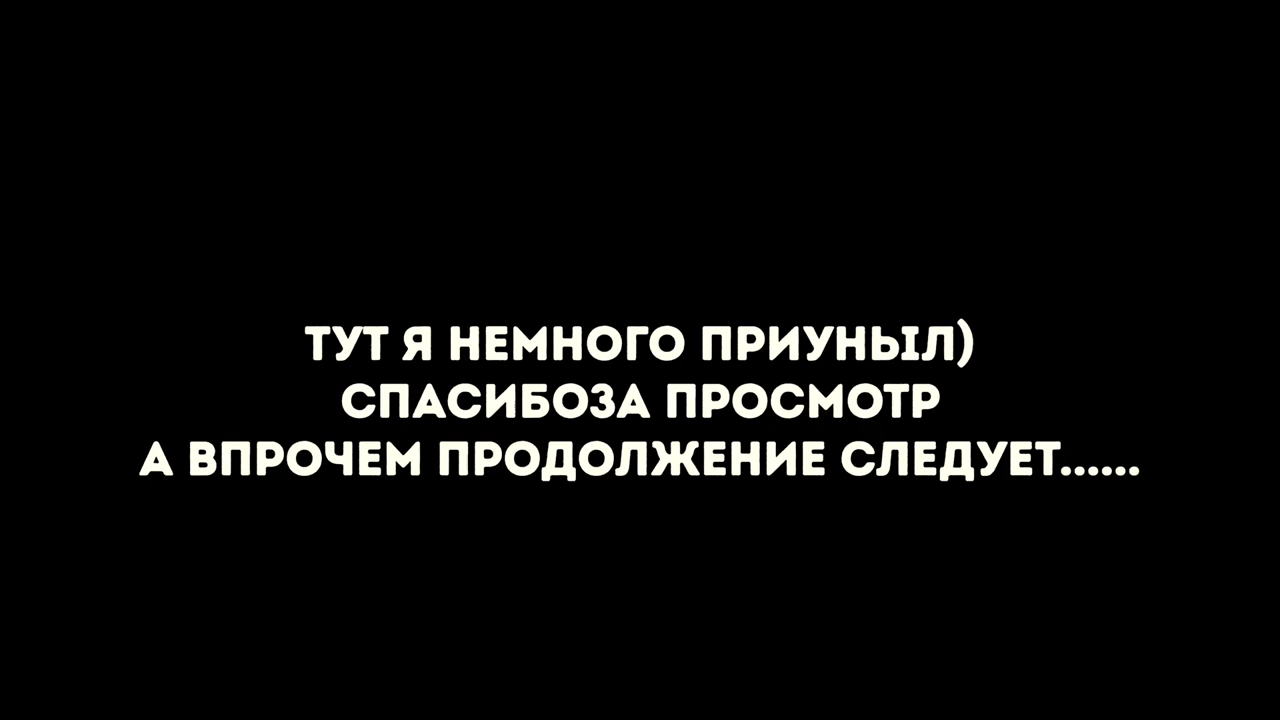 ТУТ Я НЕМНОГО ПРИУНЫЛ)
СПАСИБОЗА ПРОСМОТР
А ВПРОЧЕМ ПРОДОЛЖЕНИЕ СЛЕДУЕТ......